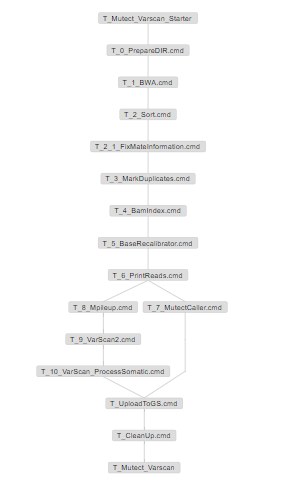 T_Mutect_Varscan_Starter
T_0_PrepareDIR.cmd
T_1_BWA.cmd
T_2_Sort.cmd
T_2_1_FixMateInformation.cmd
T_3_MarkDuplicates.cmd
T_4_BamIndex.cmd
T_5_BaseRecalibrator.cmd
T_6_PrintReads.cmd
T_8_Mpileup.cmd
T_7_MutectCaller.cmd
T_9_VarScan2.cmd
T_10_VarScan_ProcessSomatic.cmd
T_UploadToGS.cmd
T_CleanUp.cmd
T_Mutect_Varscan